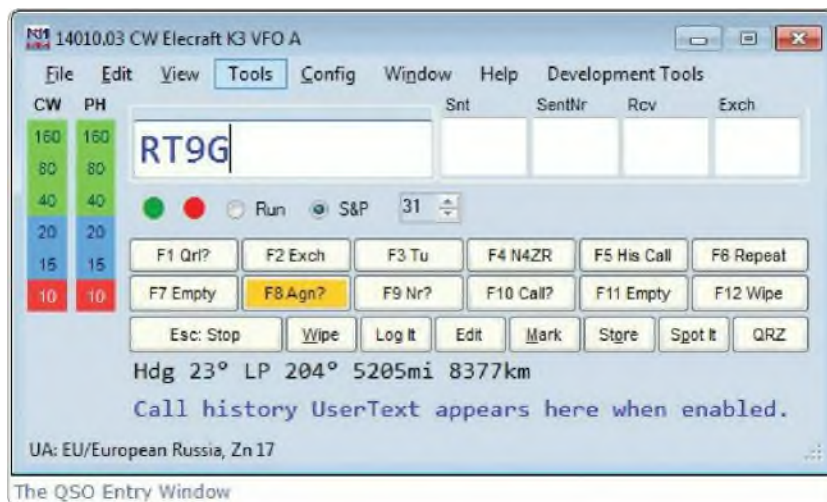 N1MM 14010.03 CW Elecraft K3 VFO A
File Edit View Tools Config Window Help Development Tools
CW PH Snt SentNr Rcv Exch
160 160
RT9G
80 80
40 40 Run S&P 31
20 20
F1 Qrl? F2 Exch F3 Tu F4 N4ZR F5 His Call F6 Repeat
15 15
10 10 F7 Empty F8 Agn? F9 Nr? F10 Call? F11 Empty F12 Wipe
Esc: Stop Wipe Log It Edit Mark Store Spot It QRZ
Hdg 23° LP 204° 5205mi 8377km
Call history UserText appears here when enabled.
UA: EU/European Russia, Zn 17
The QSO Entry Window